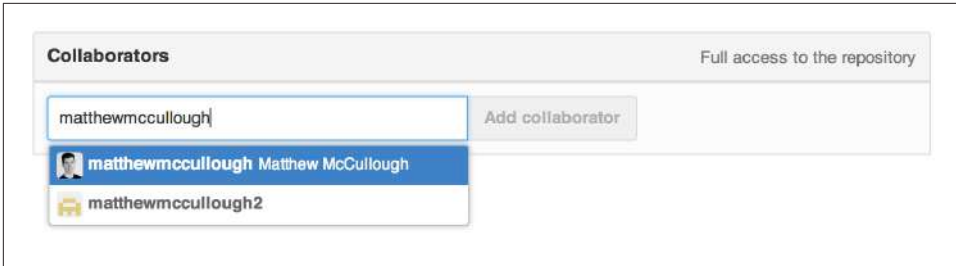 Collaborators
Full access to the repository
matthewmccullough
Add collaborator
matthewmccullough Matthew McCullough
matthewmccullough2